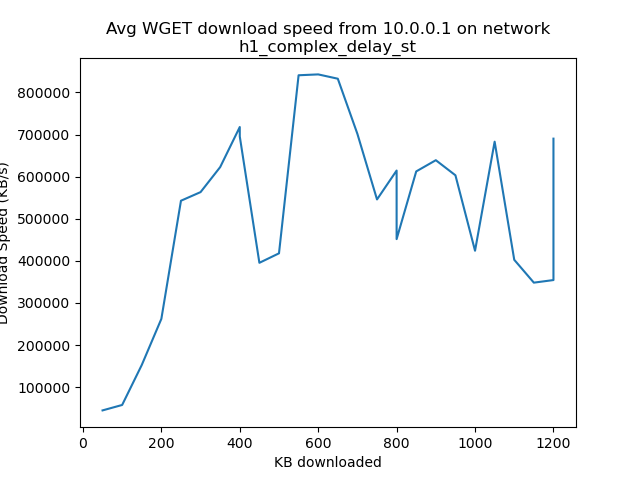 Avg WGET download speed from 10.0.0.1 on network
h1_complex_delay_st
Download Speed (KB/s)
800000
700000
600000
500000
400000
300000
200000
100000
0 200 400 600 800 1000 1200
KB downloaded